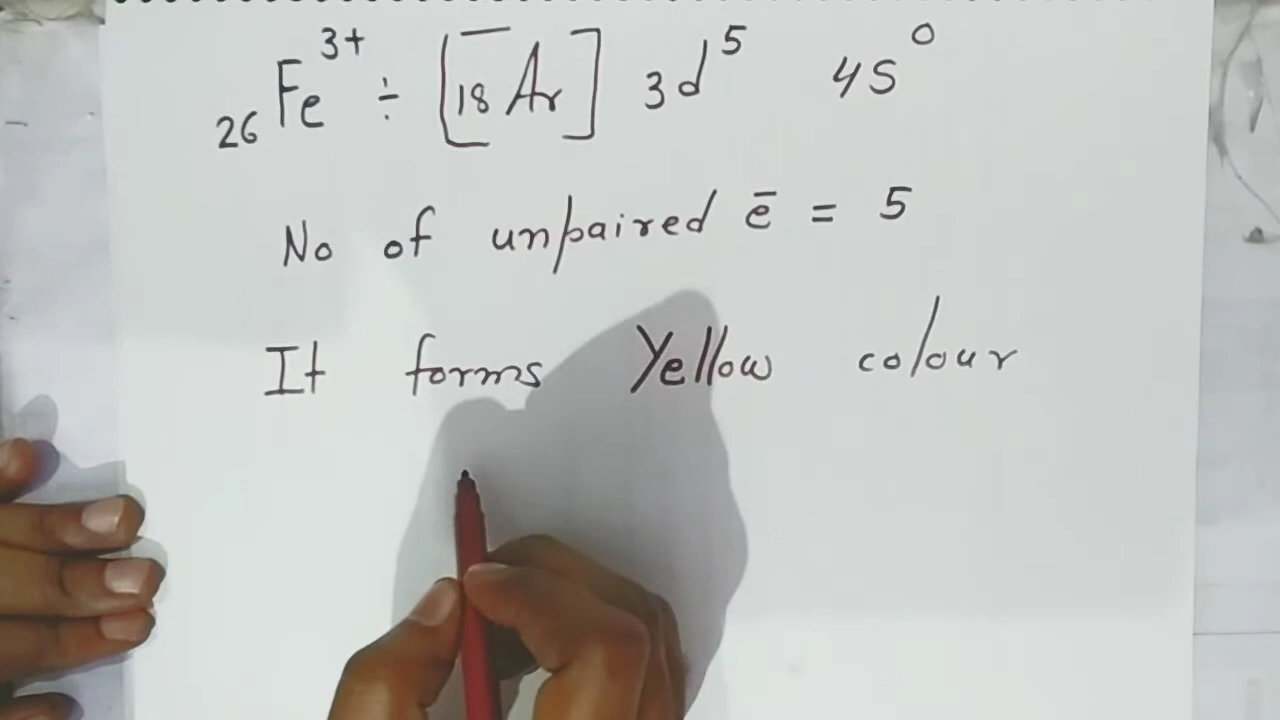 ₂₆Fe³⁺ ÷ [₁₈Ar] 3d⁵ 4s⁰
No of unpaired ē = 5
It forms Yellow colour